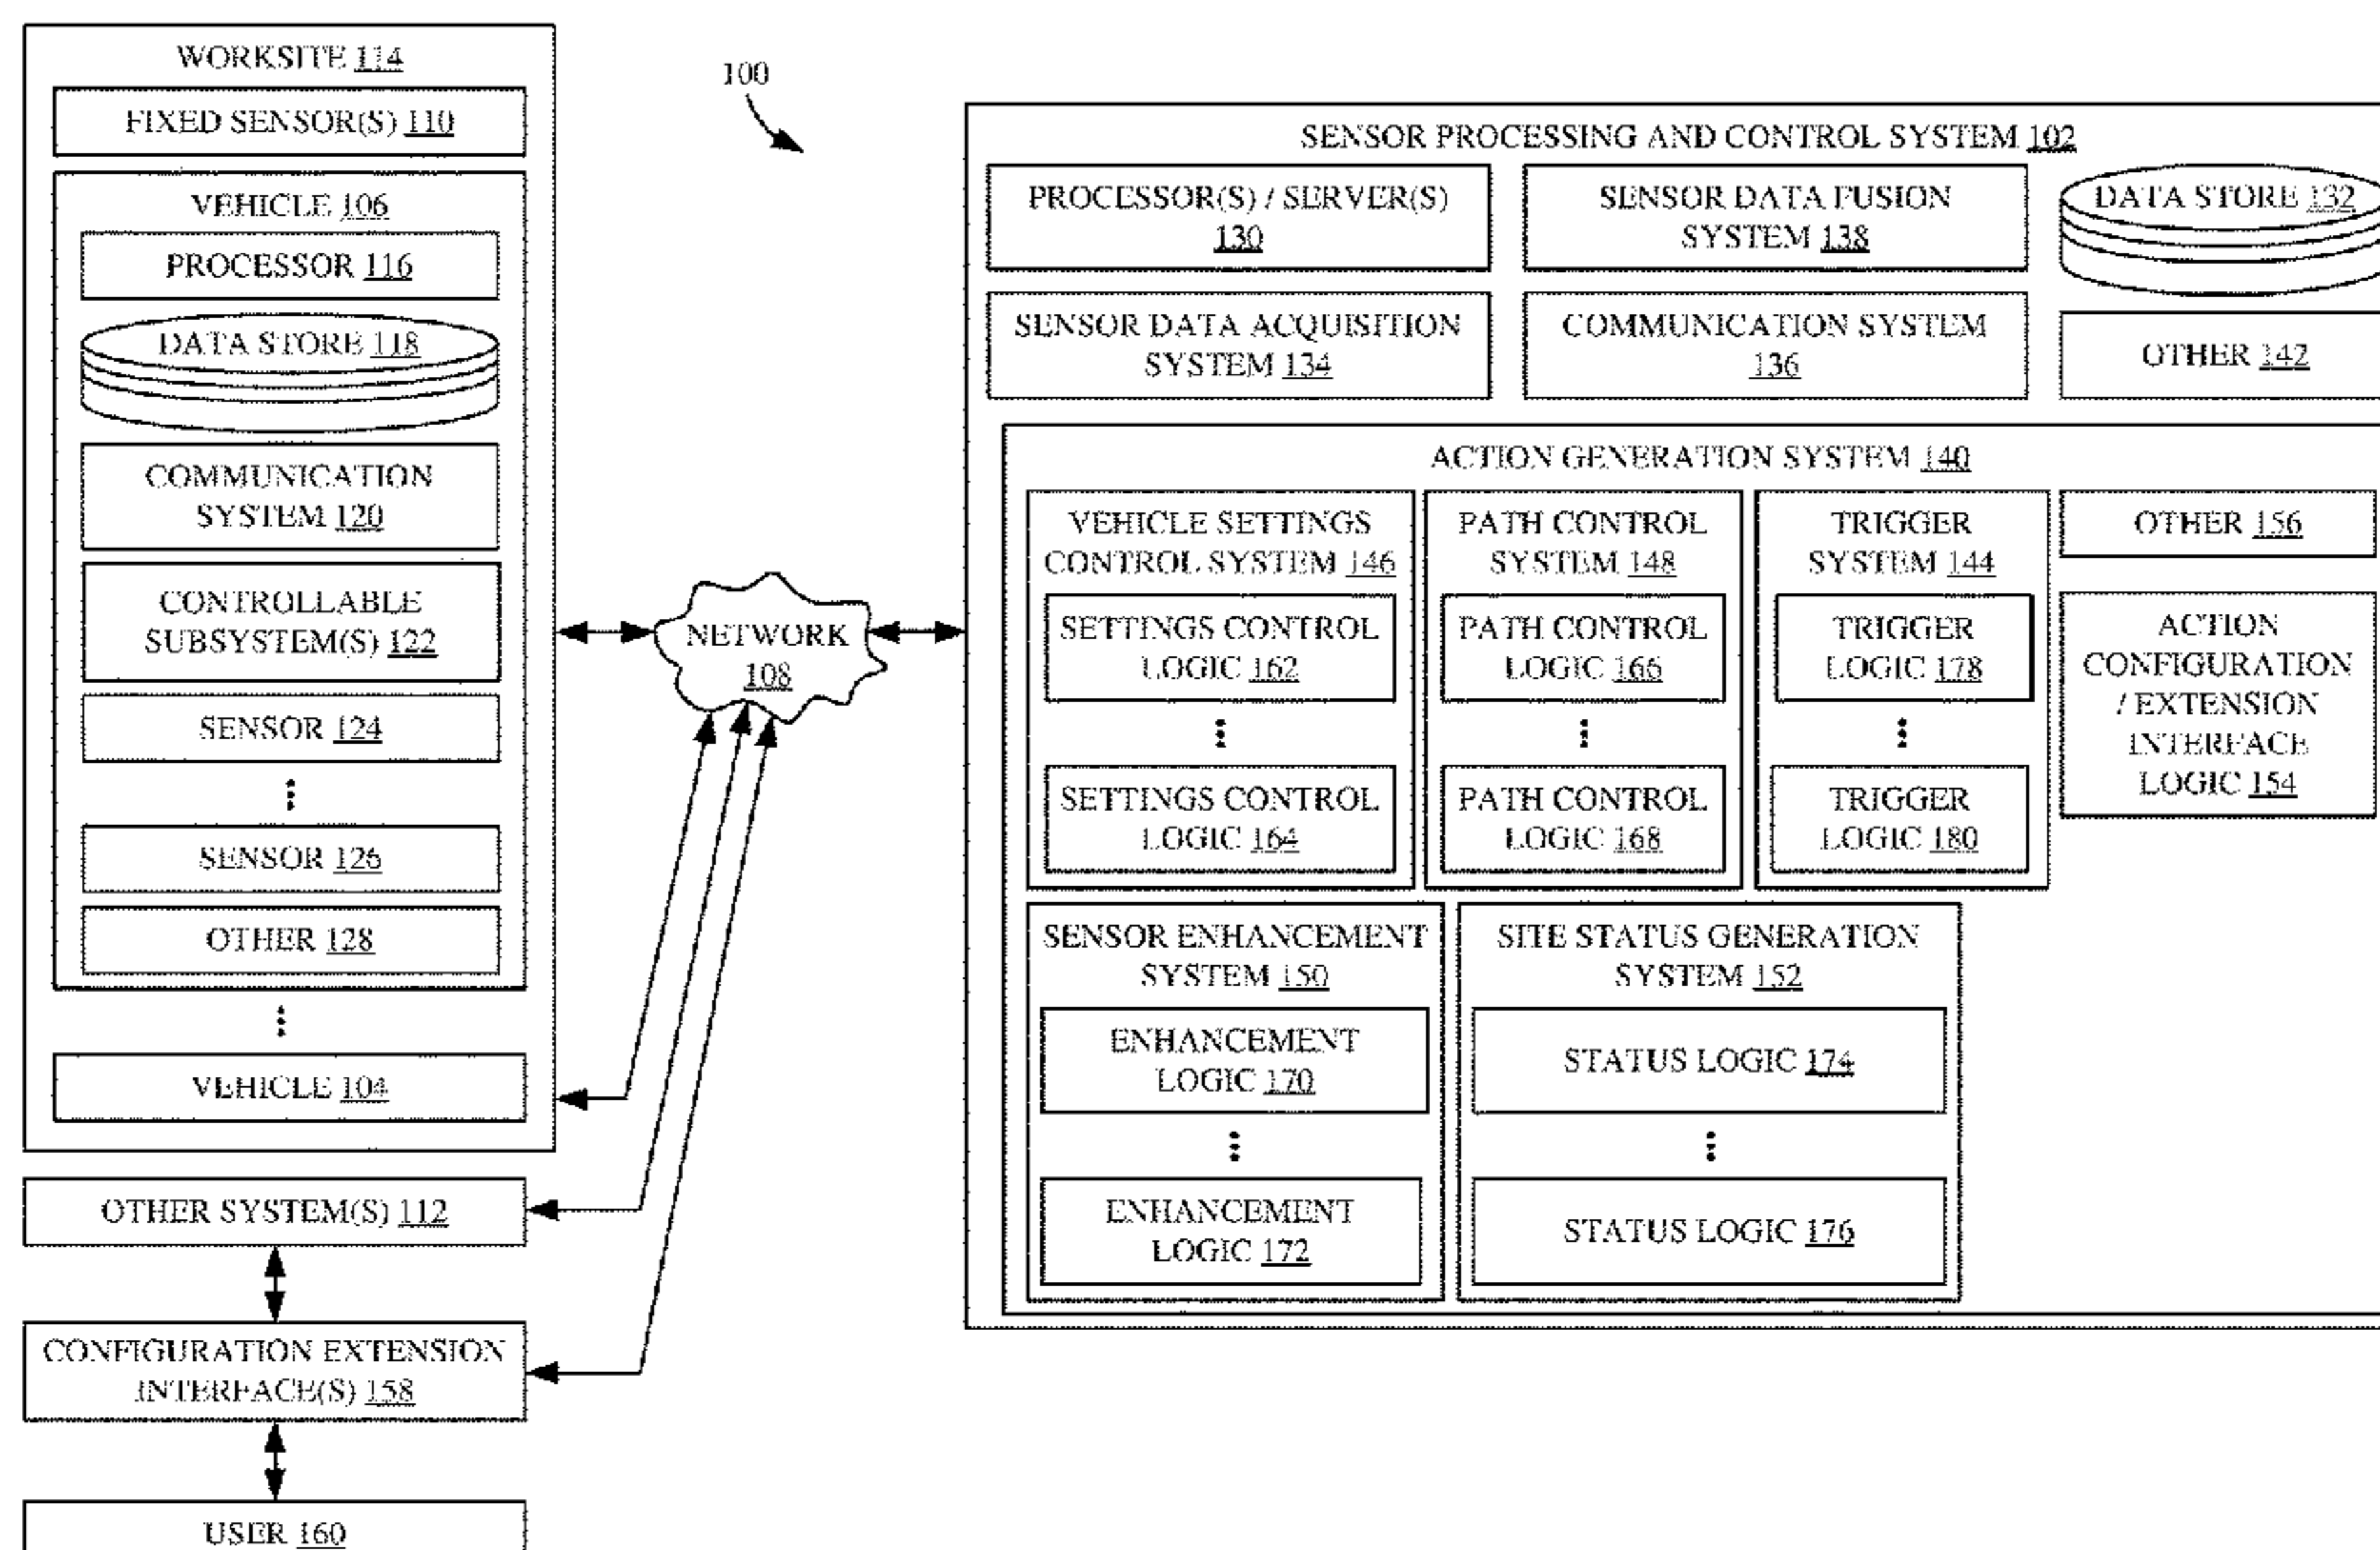 WORKSITE 114
FIXED SENSOR(S) 110
VEHICLE 106
PROCESSOR 116
DATA STORE 118
COMMUNICATION
SYSTEM 120
CONTROLLABLE
SUBSYSTEM(S) 122
SENSOR 124
SENSOR 126
OTHER 128
VEHICLE 104
OTHER SYSTEM(S) 112
CONFIGURATION EXTENSION
INTERFACE(S) 158
USER 160
100
NETWORK
108
SENSOR PROCESSING AND CONTROL SYSTEM 102
PROCESSOR(S) / SERVER(S)
130
SENSOR DATA FUSION
SYSTEM 138
DATA STORE 132
SENSOR DATA ACQUISITION
SYSTEM 134
COMMUNICATION SYSTEM
136
OTHER 142
ACTION GENERATION SYSTEM 140
VEHICLE SETTINGS
CONTROL SYSTEM 146
SETTINGS CONTROL
LOGIC 162
SETTINGS CONTROL
LOGIC 164
PATH CONTROL
SYSTEM 148
PATH CONTROL
LOGIC 166
PATH CONTROL
LOGIC 168
TRIGGER
SYSTEM 144
TRIGGER
LOGIC 178
TRIGGER
LOGIC 180
OTHER 156
ACTION
CONFIGURATION
/ EXTENSION
INTERFACE
LOGIC 154
SENSOR ENHANCEMENT
SYSTEM 150
ENHANCEMENT
LOGIC 170
ENHANCEMENT
LOGIC 172
SITE STATUS GENERATION
SYSTEM 152
STATUS LOGIC 174
STATUS LOGIC 176